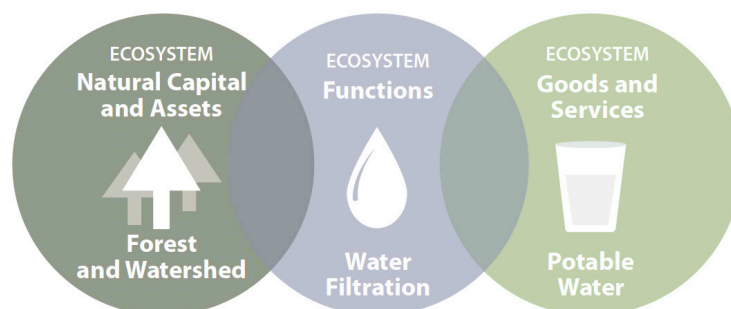 ECOSYSTEM
Natural Capital
and Assets
Forest
and Watershed
ECOSYSTEM
Functions
Water
Filtration
ECOSYSTEM
Goods and
Services
Potable
Water